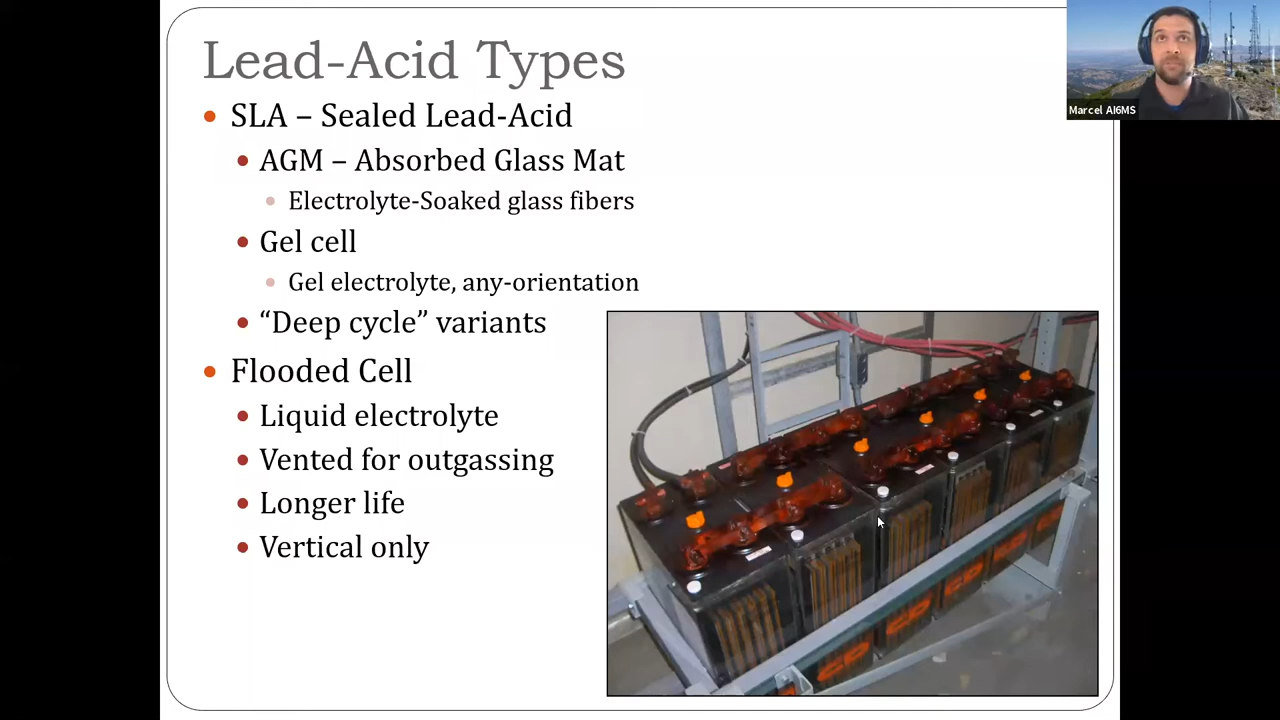 Lead-Acid Types
SLA – Sealed Lead-Acid
AGM – Absorbed Glass Mat
Electrolyte-Soaked glass fibers
Gel cell
Gel electrolyte, any-orientation
“Deep cycle” variants
Flooded Cell
Liquid electrolyte
Vented for outgassing
Longer life
Vertical only
Marcel AI6MS